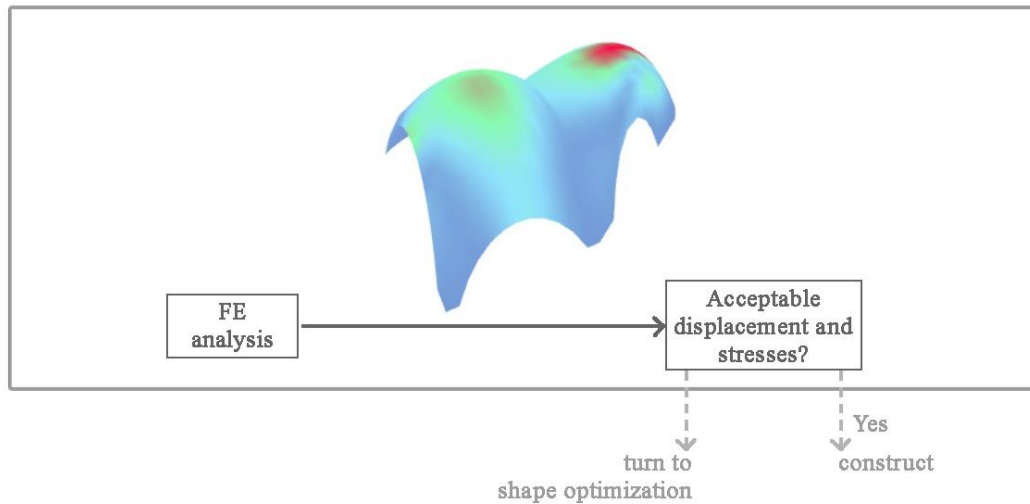 FE
analysis
Acceptable
displacement and
stresses?
Yes
turn to
shape optimization
construct